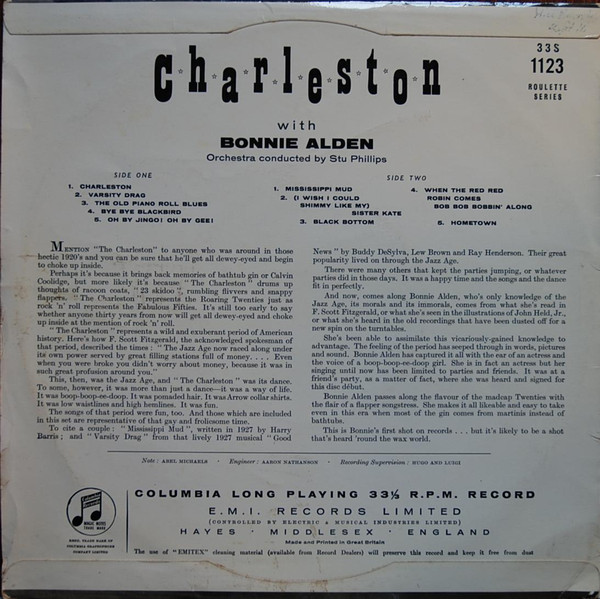 33S
1123
ROULETTE
SERIES
Charleston
with
BONNIE ALDEN
Orchestra conducted by Stu Phillips
SIDE ONE
1. CHARLESTON
2. VARSITY DRAG
3. THE OLD PIANO ROLL BLUES
4. BYE BYE BLACKBIRD
5. OH BY JINGO! OH BY GEE!
SIDE TWO
1. MISSISSIPPI MUD
2. (I WISH I COULD
SHIMMY LIKE MY)
SISTER KATE
3. BLACK BOTTOM
4. WHEN THE RED RED
ROBIN COMES
BOB BOB BOBBIN' ALONG
5. HOMETOWN
MENTION "The Charleston" to anyone who was around in those
hectic 1920's and you can be sure that he'll get all dewey-eyed and begin
to choke up inside.
Perhaps it's because it brings back memories of bathtub gin or Calvin
Coolidge, but more likely it's because "The Charleston" drums up
thoughts of racoon coats, "23 skidoo", rumbling flivvers and snappy
flappers. "The Charleston" represents the Roaring Twenties just as
rock 'n' roll represents the Fabulous Fifties. It's still too early to say
whether anyone thirty years from now will get all dewey-eyed and choke
up inside at the mention of rock 'n' roll.
"The Charleston" represents a wild and exuberant period of American
history. Here's how F. Scott Fitzgerald, the acknowledged spokesman of
that period, described the times: "The Jazz Age now raced along under
its own power served by great filling stations full of money. . . . Even
when you were broke you didn't worry about money, because it was in
such great profusion around you."
This, then, was the Jazz Age, and "The Charleston" was its dance.
To some, however, it was more than just a dance—it was a way of life.
It was boop-boop-ee-doop. It was pomaded hair. It was Arrow collar shirts.
It was low waistlines and high hemlines. It was fun.
The songs of that period were fun, too. And those which are included
in this set are representative of that gay and froliesome time.
To cite a couple: "Mississippi Mud", written in 1927 by Harry
Barris; and "Varsity Drag" from that lively 1927 musical "Good
News" by Buddy DeSylva, Lew Brown and Ray Henderson. Their great
popularity lived on through the Jazz Age.
There were many others that kept the parties jumping, or whatever
parties did in those days. It was a happy time and the songs and the dance
fit in perfectly.
And now, comes along Bonnie Alden, who's only knowledge of the
Jazz Age, its morals and its immorals, comes from what she's read in
F. Scott Fitzgerald, or what she's seen in the illustrations of John Held, Jr.,
or what she's heard in the old recordings that have been dusted off for a
new spin on the turntables.
She's been able to assimilate this vicariously-gained knowledge to
advantage. The feeling of the period has seeped through in words, pictures
and sound. Bonnie Alden has captured it all with the ear of an actress and
the voice of a boop-boop-ee-doop girl. She is in fact an actress but her
singing until now has been limited to parties and friends. It was at a
friend's party, as a matter of fact, where she was heard and signed for
this disc début.
Bonnie Alden passes along the flavour of the madcap Twenties with
the flair of a flapper songstress. She makes it all likeable and easy to take
even in this era when most of the gin comes from martinis instead of
bathtubs.
This is Bonnie's first shot on records . . . but it's likely to be a shot
that's heard 'round the wax world.
Note: ABEL MICHAELS - Engineer: AARON NATHANSON - Recording Supervision: HUGO AND LUIGI
MAGIC NOTES
TRADE MARK
REGD. TRADE MARK OF
COLUMBIA GRAPHOPHONE
COMPANY LIMITED
COLUMBIA LONG PLAYING 33⅓ R.P.M. RECORD
E.M.I. RECORDS LIMITED
(CONTROLLED BY ELECTRIC & MUSICAL INDUSTRIES LIMITED)
HAYES · MIDDLESEX · ENGLAND
Made and Printed in Great Britain
The use of "EMITEX" cleaning material (available from Record Dealers) will preserve this record and keep it free from dust